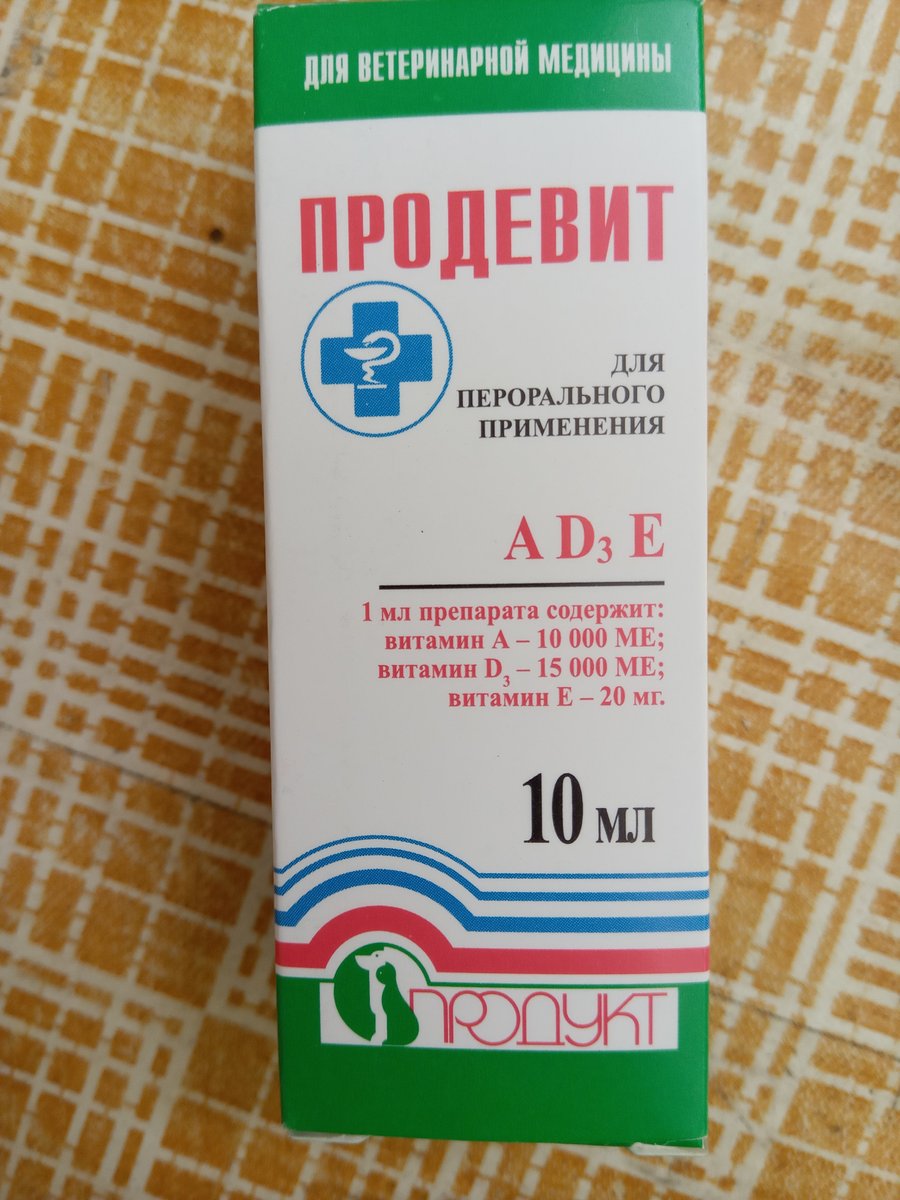 ДЛЯ ВЕТЕРИНАРНОЙ МЕДИЦИНЫ
ПРОДЕВИТ
ДЛЯ
ПЕРОРАЛЬНОГО
ПРИМЕНЕНИЯ
A D₃ E
1 мл препарата содержит:
витамин А – 10 000 МЕ;
витамин D₃ – 15 000 МЕ;
витамин Е – 20 мг.
10 мл
ПРОДУКТ